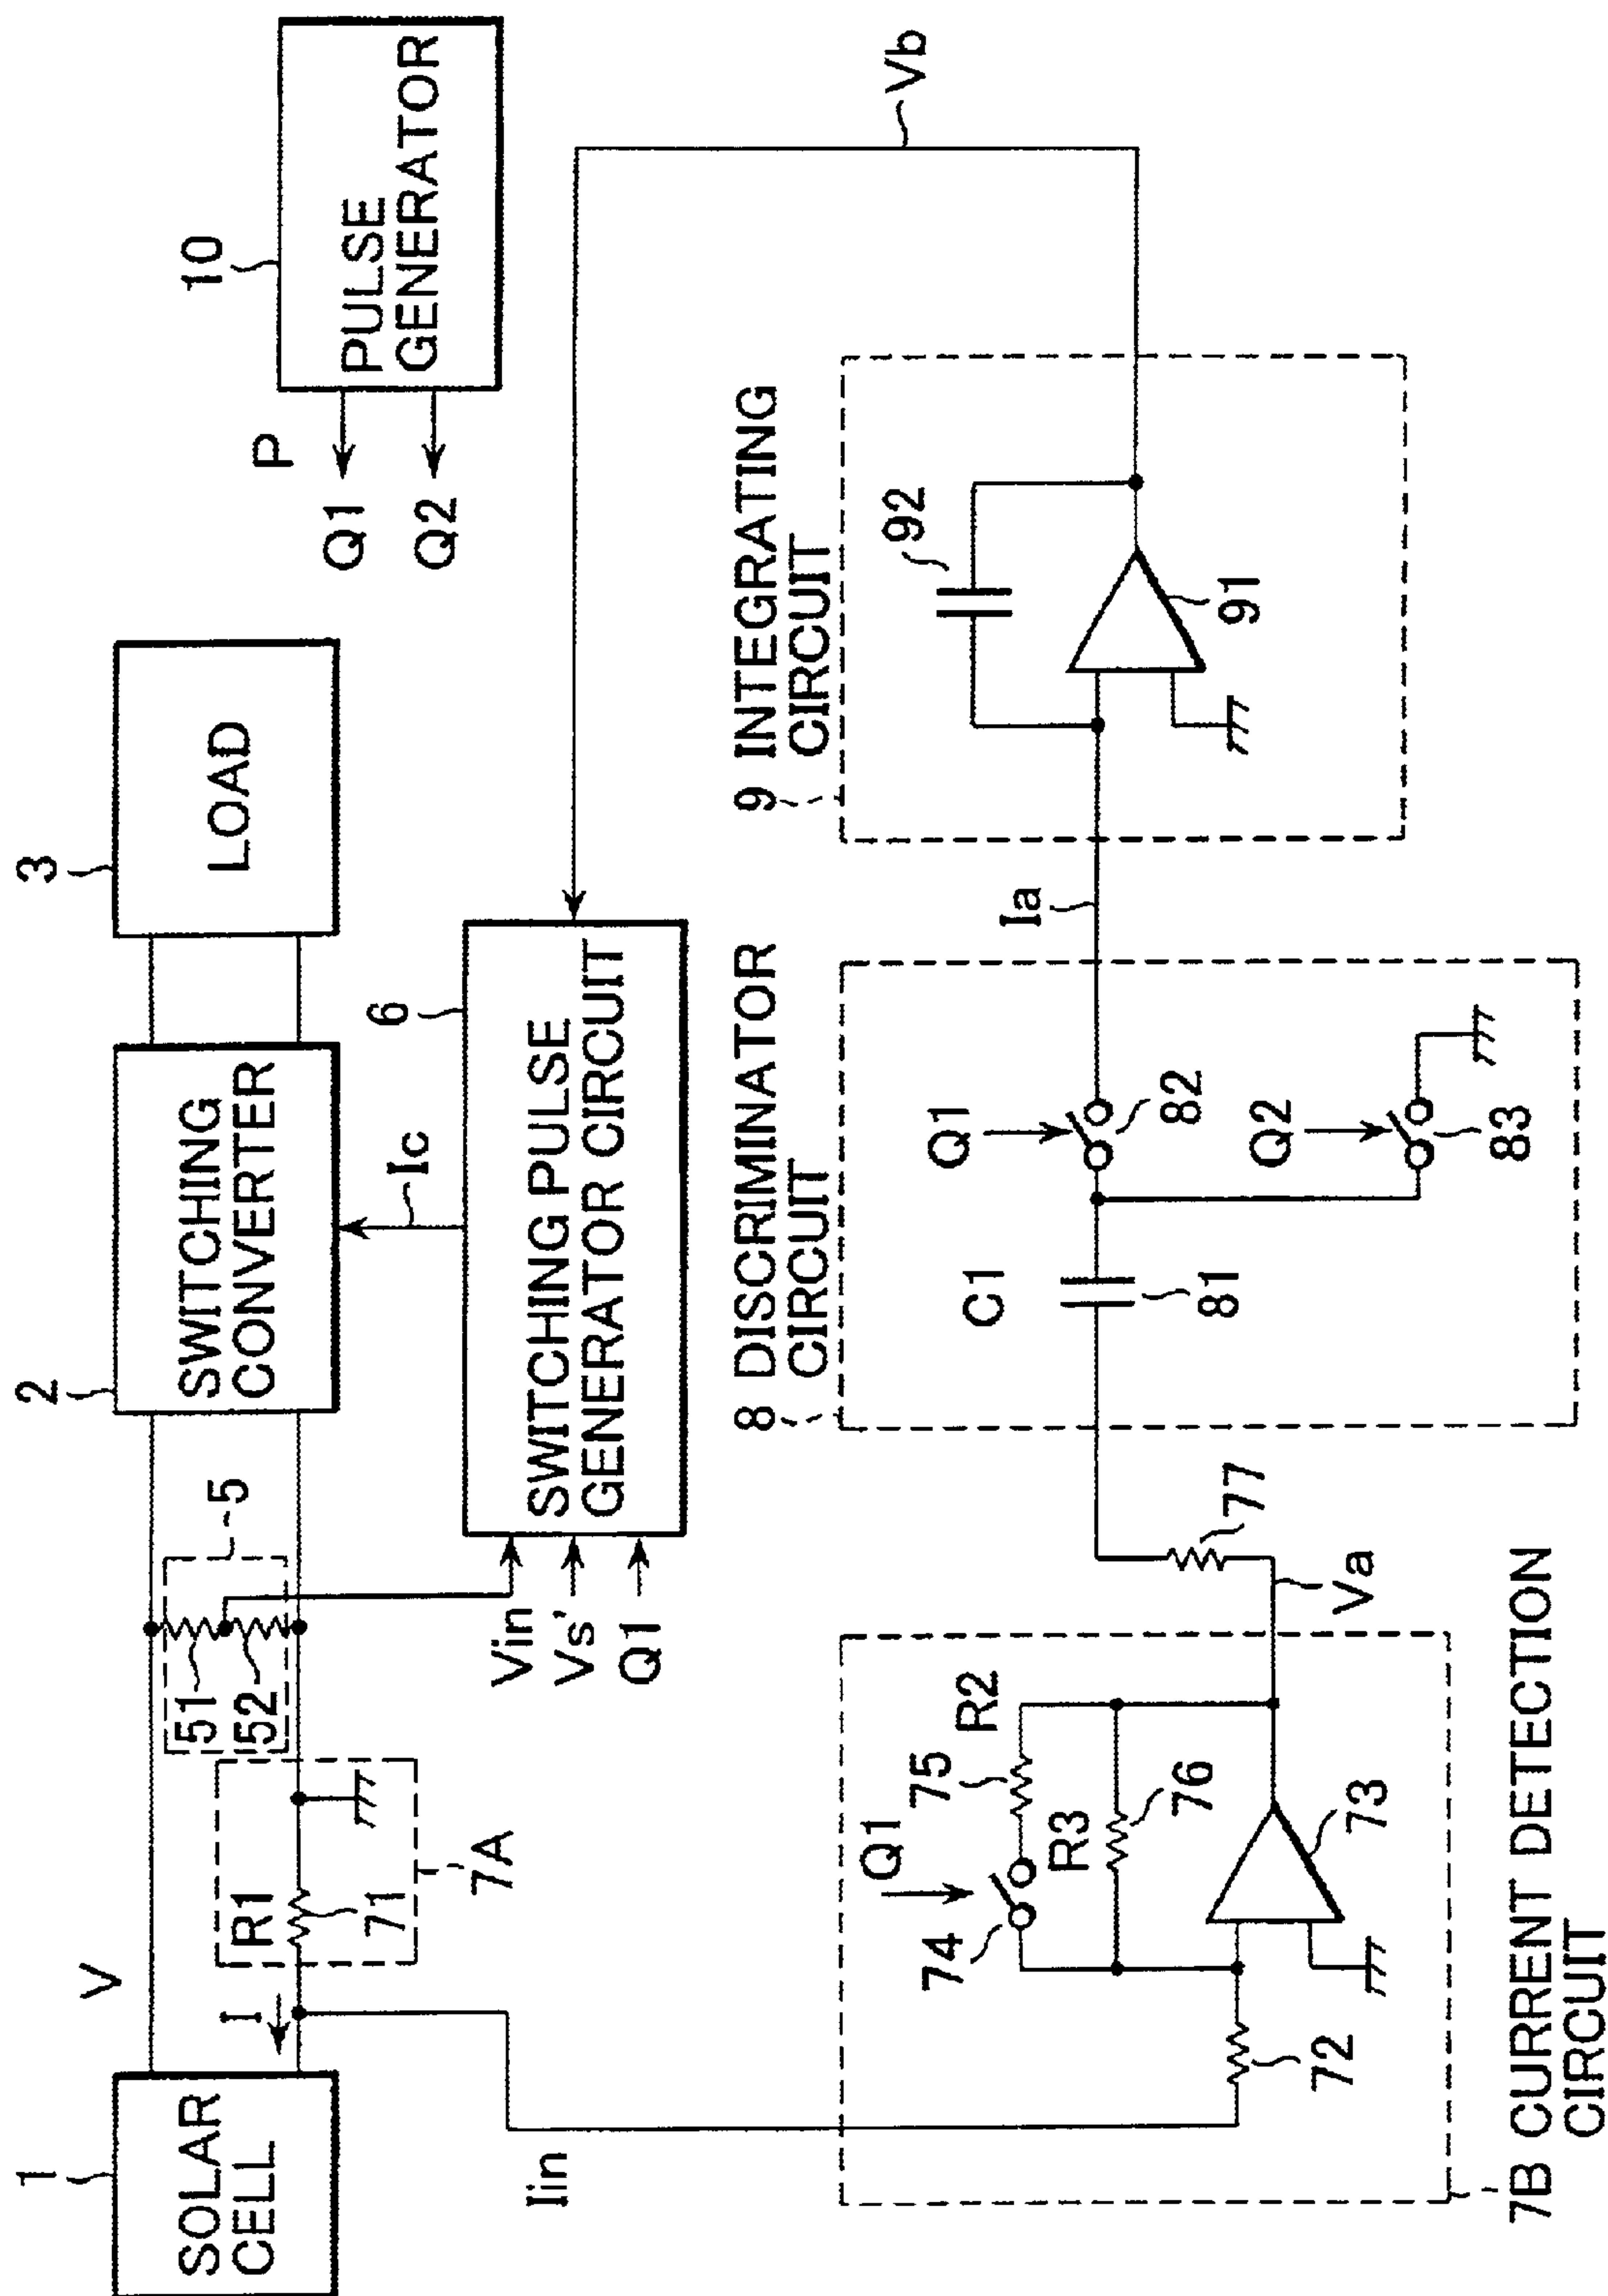 1
SOLAR
CELL
V
I
R1
71
7A
51
52
5
2
SWITCHING
CONVERTER
3
LOAD
10
PULSE
GENERATOR
P
Q1
Q2
Iin
Vin
Vs'
Q1
Ic
6
SWITCHING PULSE
GENERATOR CIRCUIT
Vb
72
73
74
Q1
75
R2
R3
76
7B CURRENT DETECTION
CIRCUIT
Va
77
8 DISCRIMINATOR
CIRCUIT
C1
81
Q1
82
Q2
83
Ia
9 INTEGRATING
CIRCUIT
92
91